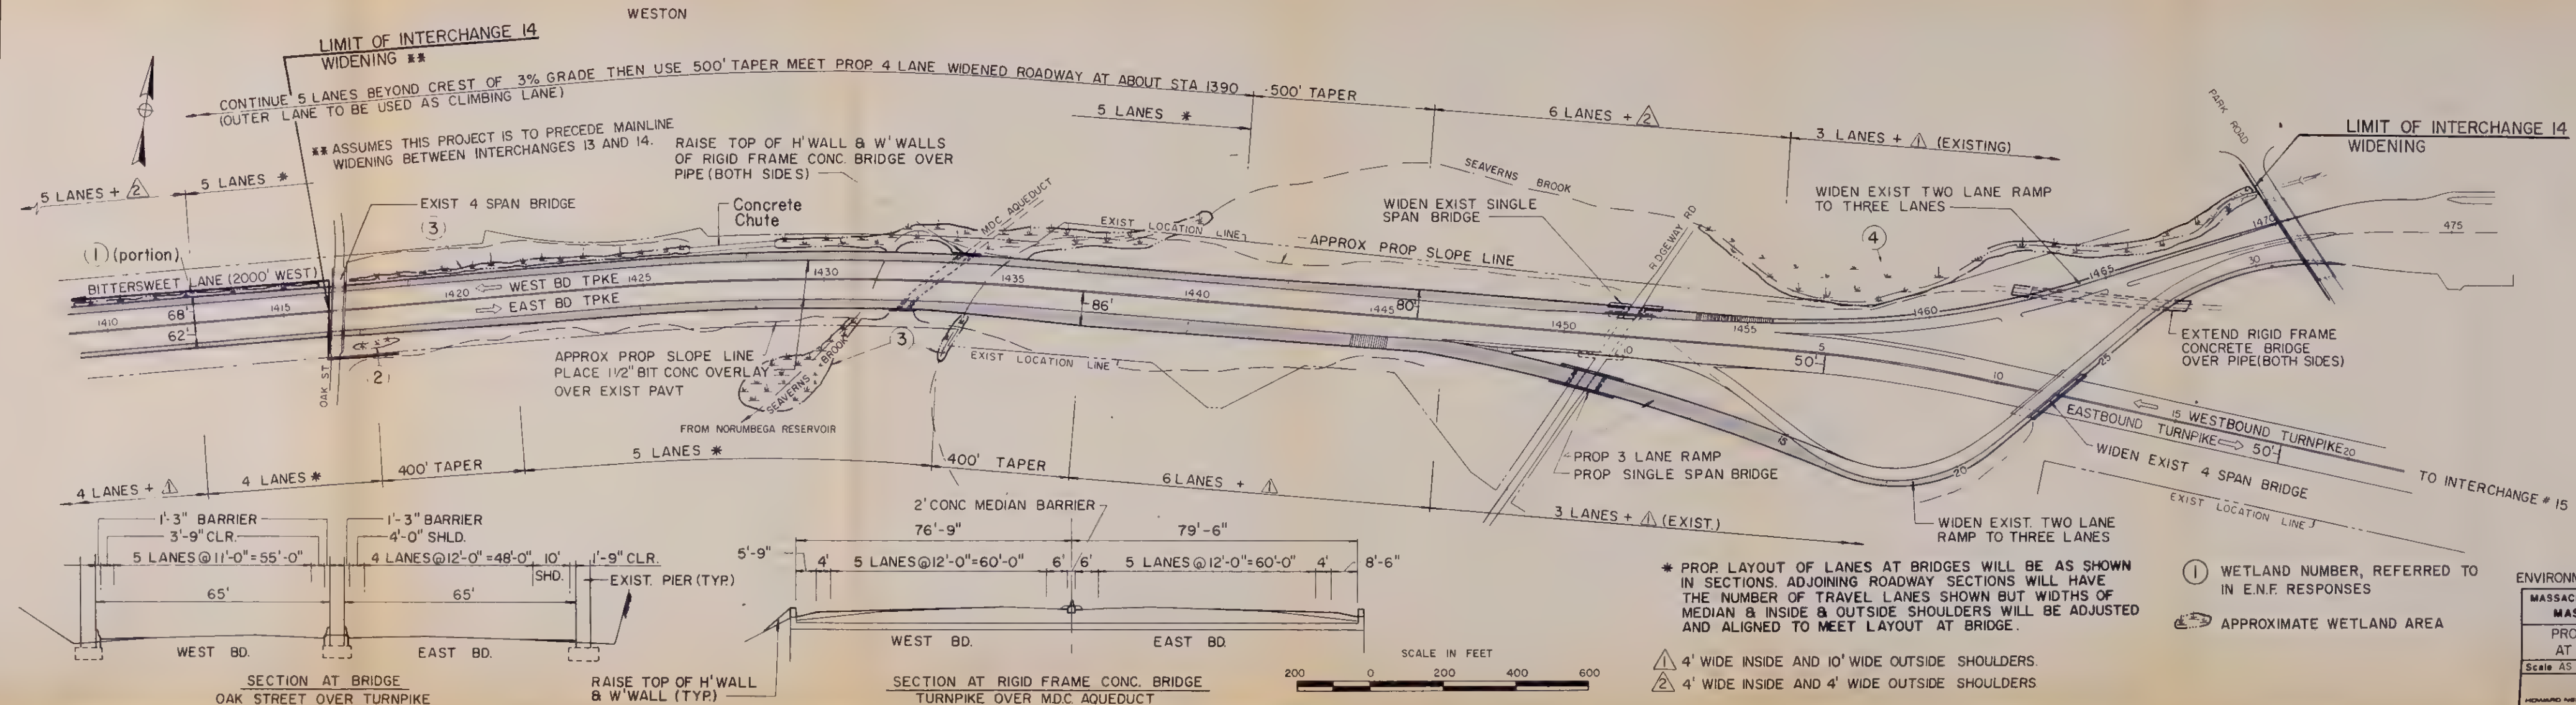 WESTON
LIMIT OF INTERCHANGE 14
WIDENING **
CONTINUE 5 LANES BEYOND CREST OF 3% GRADE THEN USE 500' TAPER MEET PROP. 4 LANE WIDENED ROADWAY AT ABOUT STA 1390
(OUTER LANE TO BE USED AS CLIMBING LANE)
** ASSUMES THIS PROJECT IS TO PRECEDE MAINLINE
WIDENING BETWEEN INTERCHANGES 13 AND 14.
RAISE TOP OF H'WALL & W'WALLS
OF RIGID FRAME CONC. BRIDGE OVER
PIPE (BOTH SIDES)
5 LANES *
500' TAPER
6 LANES + 2
3 LANES + 1 (EXISTING)
PARK ROAD
LIMIT OF INTERCHANGE 14
WIDENING
5 LANES + 2
5 LANES *
EXIST 4 SPAN BRIDGE
(3)
Concrete
Chute
MDC AQUEDUCT
EXIST LOCATION LINE
SEAVERNS BROOK
WIDEN EXIST SINGLE
SPAN BRIDGE
RIDGEWAY RD
WIDEN EXIST TWO LANE RAMP
TO THREE LANES
4
(1) (portion)
BITTERSWEET LANE (2000' WEST)
APPROX PROP SLOPE LINE
1410
1415
1420
WEST BD TPKE
1425
1430
1435
1440
1445
1450
1455
1460
1465
1470
475
30
68'
62'
EAST BD TPKE
86'
80'
50'
5
10
10
15
20
25
EXTEND RIGID FRAME
CONCRETE BRIDGE
OVER PIPE(BOTH SIDES)
OAK ST
2)
APPROX PROP SLOPE LINE
PLACE 1 1/2" BIT CONC OVERLAY
OVER EXIST PAVT
SEAVERNS BROOK
3
EXIST LOCATION LINE
FROM NORUMBEGA RESERVOIR
15 WESTBOUND TURNPIKE 20
EASTBOUND TURNPIKE
50'
WIDEN EXIST 4 SPAN BRIDGE
TO INTERCHANGE # 15
EXIST LOCATION LINE
PROP 3 LANE RAMP
PROP SINGLE SPAN BRIDGE
WIDEN EXIST. TWO LANE
RAMP TO THREE LANES
4 LANES + 1
4 LANES *
400' TAPER
5 LANES *
400' TAPER
6 LANES + 1
3 LANES + 1 (EXIST.)
1'-3" BARRIER
3'-9" CLR.
5 LANES @ 11'-0" = 55'-0"
1'-3" BARRIER
4'-0" SHLD.
4 LANES@12'-0"=48'-0"
10'
SHD.
1'-9" CLR.
EXIST. PIER (TYP.)
65'
65'
WEST BD.
EAST BD.
SECTION AT BRIDGE
OAK STREET OVER TURNPIKE
2' CONC MEDIAN BARRIER
76'-9"
79'-6"
5'-9"
4'
5 LANES@12'-0"=60'-0"
6'
6'
5 LANES@12'-0"=60'-0"
4'
8'-6"
WEST BD.
EAST BD.
RAISE TOP OF H'WALL
& W'WALL (TYP.)
SECTION AT RIGID FRAME CONC. BRIDGE
TURNPIKE OVER M.D.C. AQUEDUCT
SCALE IN FEET
200 0 200 400 600
* PROP. LAYOUT OF LANES AT BRIDGES WILL BE AS SHOWN
IN SECTIONS. ADJOINING ROADWAY SECTIONS WILL HAVE
THE NUMBER OF TRAVEL LANES SHOWN BUT WIDTHS OF
MEDIAN & INSIDE & OUTSIDE SHOULDERS WILL BE ADJUSTED
AND ALIGNED TO MEET LAYOUT AT BRIDGE.
1 4' WIDE INSIDE AND 10' WIDE OUTSIDE SHOULDERS.
2 4' WIDE INSIDE AND 4' WIDE OUTSIDE SHOULDERS
1 WETLAND NUMBER, REFERRED TO
IN E.N.F. RESPONSES
APPROXIMATE WETLAND AREA
ENVIRONM
MASSAC
MAS
PRO
AT
Scale AS
HOWARD NE